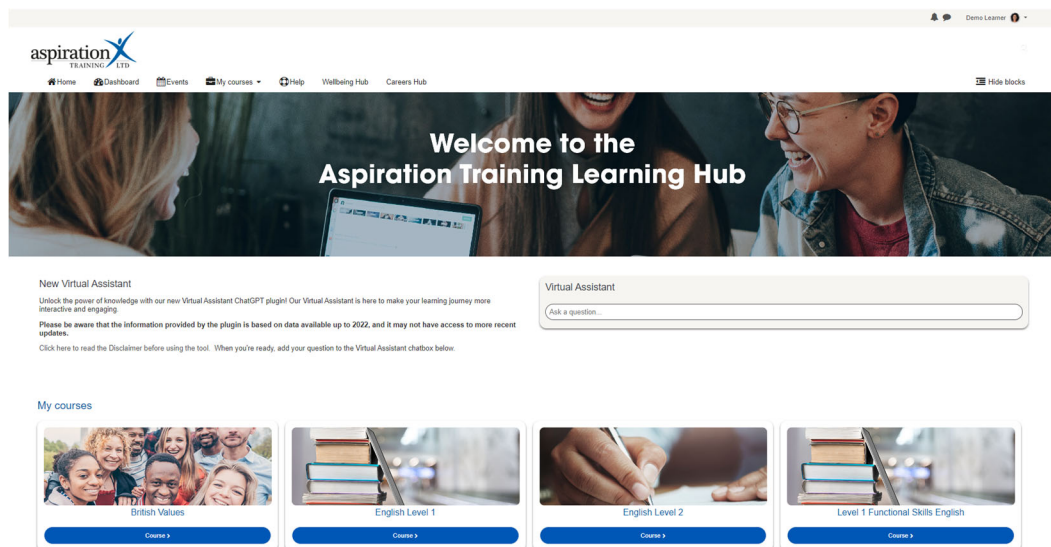 Demo Learner
aspiration
TRAINING LTD
Home Dashboard Events My courses Help Wellbeing Hub Careers Hub Hide blocks
Welcome to the
Aspiration Training Learning Hub
New Virtual Assistant
Unlock the power of knowledge with our new Virtual Assistant ChatGPT plugin! Our Virtual Assistant is here to make your learning journey more
interactive and engaging.
Please be aware that the information provided by the plugin is based on data available up to 2022, and it may not have access to more recent
updates.
Click here to read the Disclaimer before using the tool. When you're ready, add your question to the Virtual Assistant chatbox below.
Virtual Assistant
Ask a question...
My courses
British Values
Course >
English Level 1
Course >
English Level 2
Course >
Level 1 Functional Skills English
Course >